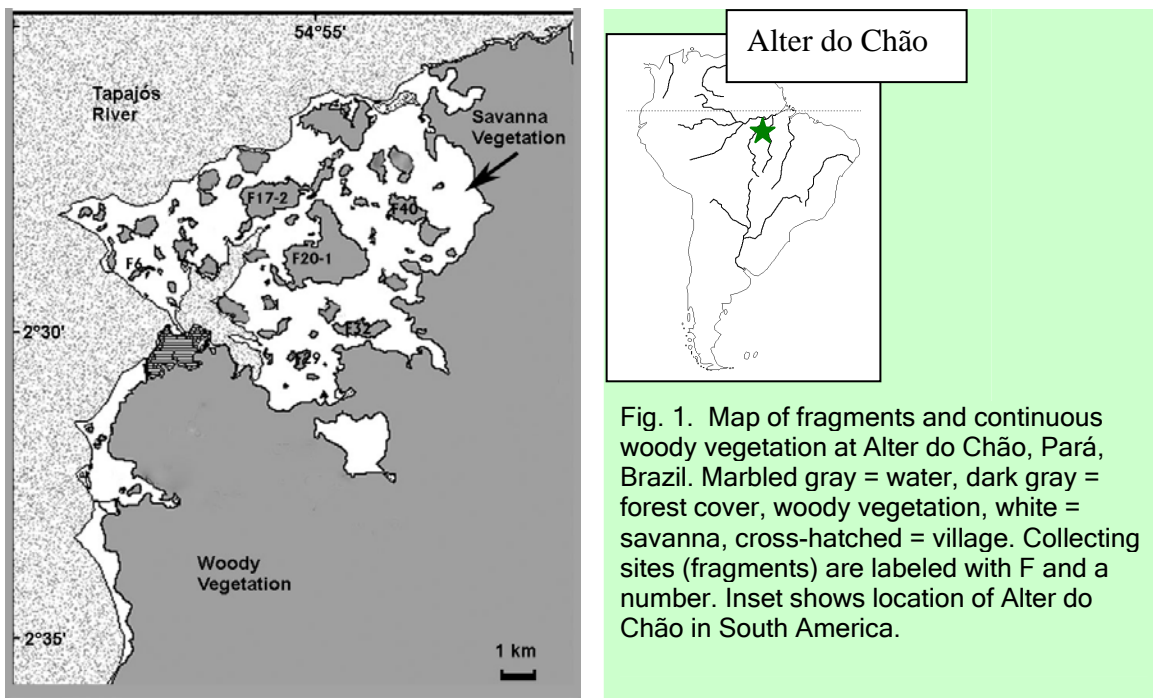 54°55'
Tapajós
River
Savanna
Vegetation
F17-2
F40
F20-1
F6
2°30'
F32
F29
Woody
Vegetation
2°35'
1 km
Alter do Chão
Fig. 1. Map of fragments and continuous
woody vegetation at Alter do Chão, Pará,
Brazil. Marbled gray = water, dark gray =
forest cover, woody vegetation, white =
savanna, cross-hatched = village. Collecting
sites (fragments) are labeled with F and a
number. Inset shows location of Alter do
Chão in South America.